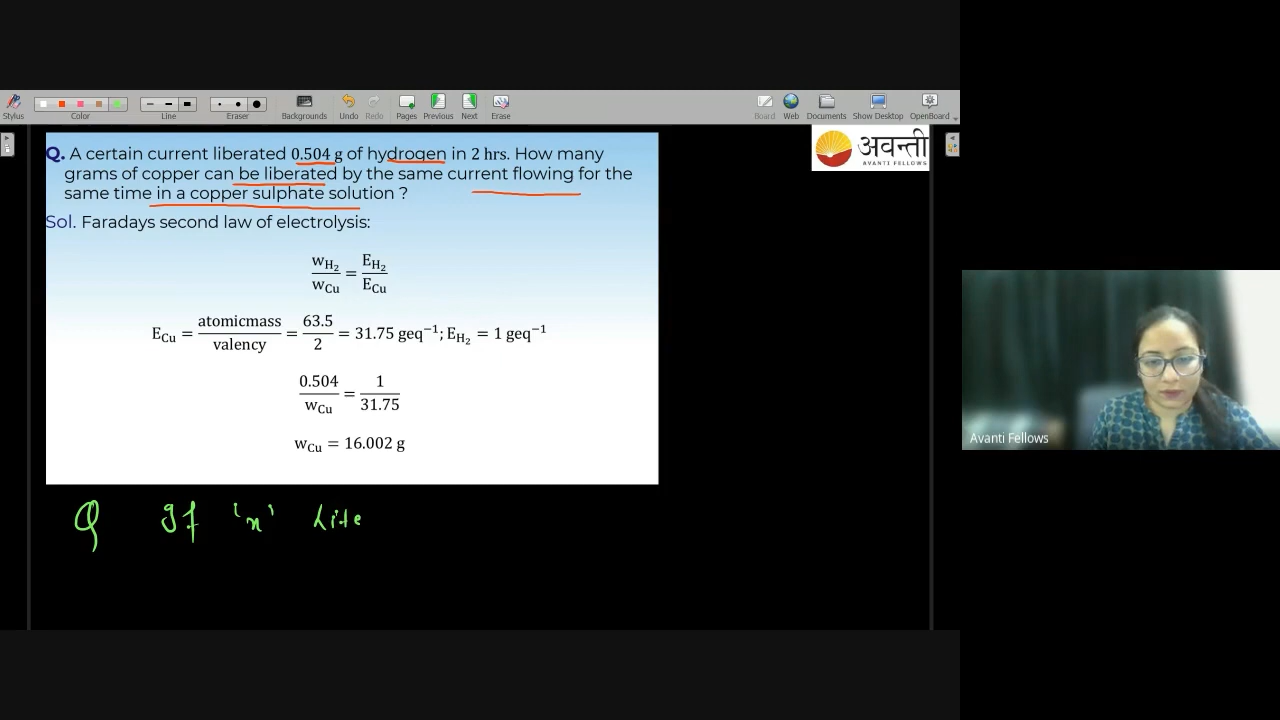 Stylus
Color
Line
Eraser
Backgrounds
Undo
Redo
Pages
Previous
Next
Erase
Board
Web
Documents
Show Desktop
OpenBoard
अवन्ती
AVANTI FELLOWS
Q. A certain current liberated 0.504 g of hydrogen in 2 hrs. How many
grams of copper can be liberated by the same current flowing for the
same time in a copper sulphate solution ?
Sol. Faradays second law of electrolysis:
w_H₂/w_Cu = E_H₂/E_Cu
E_Cu = atomicmass/valency = 63.5/2 = 31.75 geq⁻¹; E_H₂ = 1 geq⁻¹
0.504/w_Cu = 1/31.75
w_Cu = 16.002 g
Q If 'x' Lite
Avanti Fellows